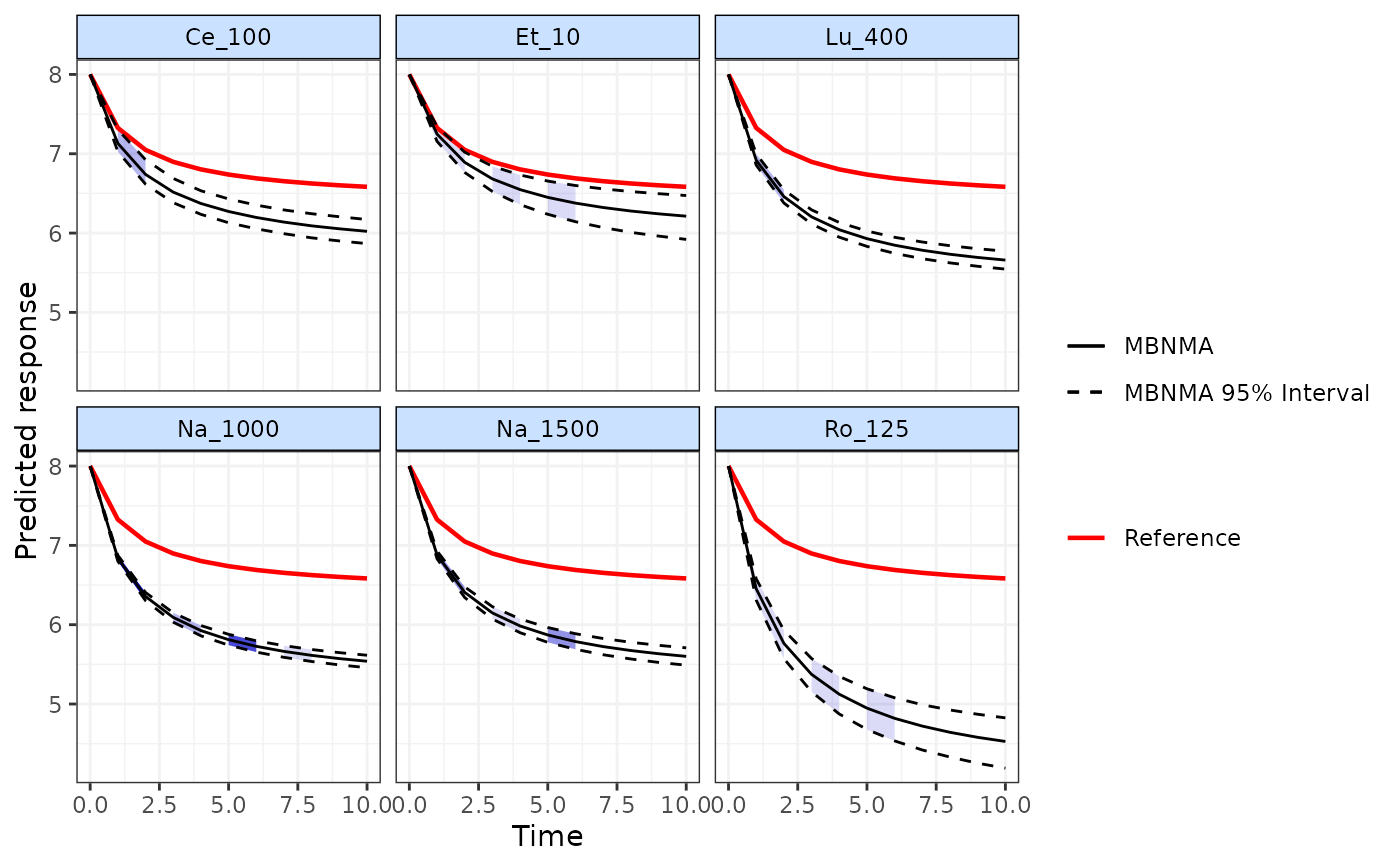 Ce_100 Et_10 Lu_400
8
7
6
5
Na_1000 Na_1500 Ro_125
8
7
6
5
0.0 2.5 5.0 7.5 10.0 0.0 2.5 5.0 7.5 10.0 0.0 2.5 5.0 7.5 10.0
Time
Predicted response
MBNMA
MBNMA 95% Interval
Reference